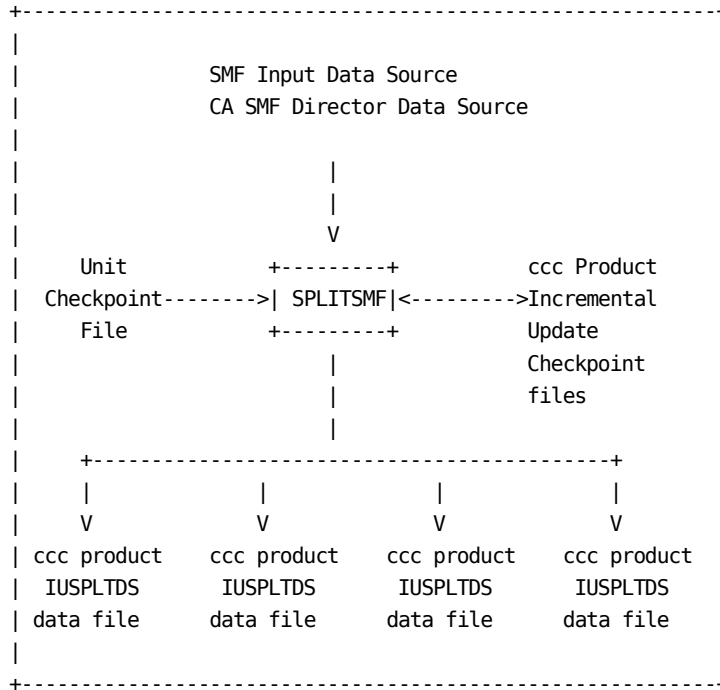 SMF Input Data Source
CA SMF Director Data Source
V
Unit ccc Product
Checkpoint-------->| SPLITSMF|<--------->Incremental
File Update
Checkpoint
files
V V V V
ccc product ccc product ccc product ccc product
IUSPLTDS IUSPLTDS IUSPLTDS IUSPLTDS
data file data file data file data file